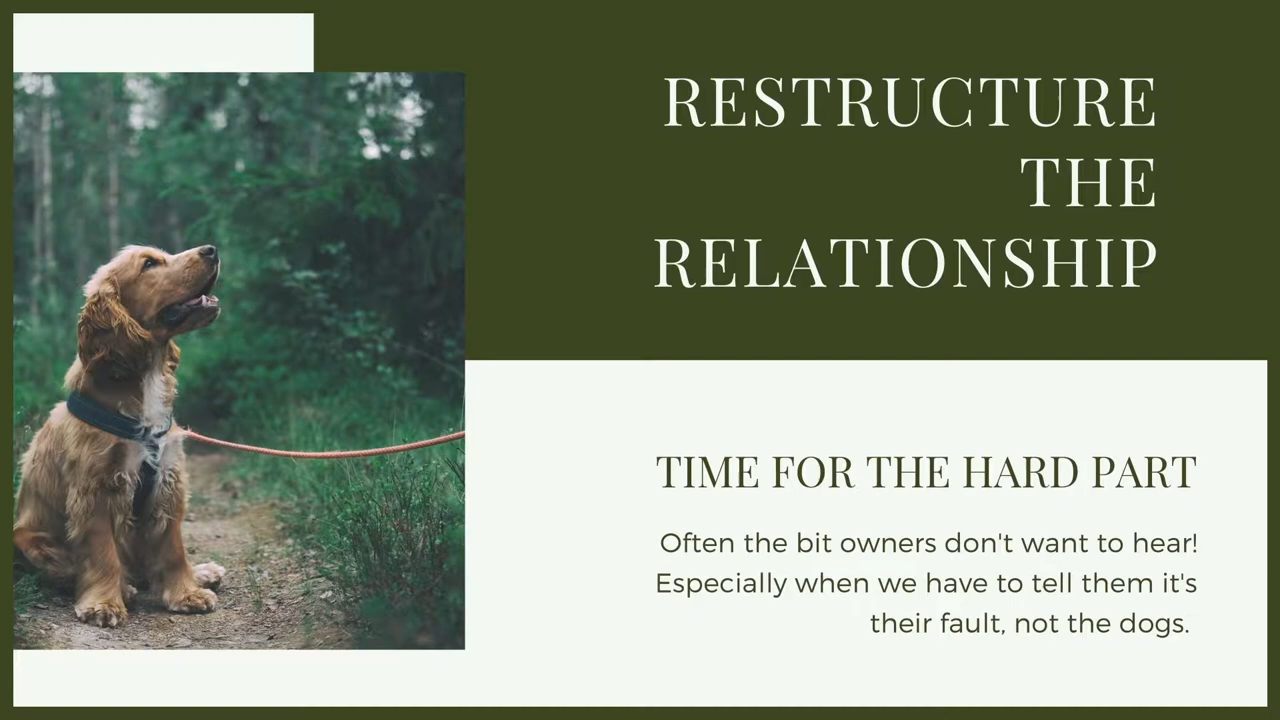 RESTRUCTURE
THE
RELATIONSHIP
TIME FOR THE HARD PART
Often the bit owners don't want to hear!
Especially when we have to tell them it's
their fault, not the dogs.